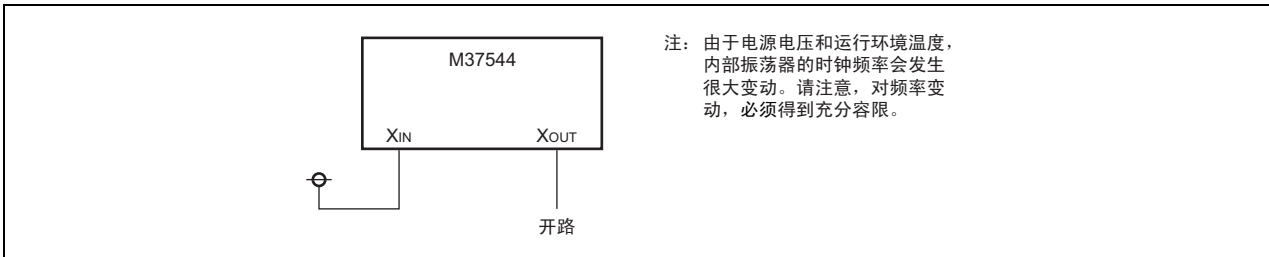 M37544
XIN XOUT
开路
注：由于电源电压和运行环境温度，
内部振荡器的时钟频率会发生
很大变动。请注意，对频率变
动，必须得到充分容限。